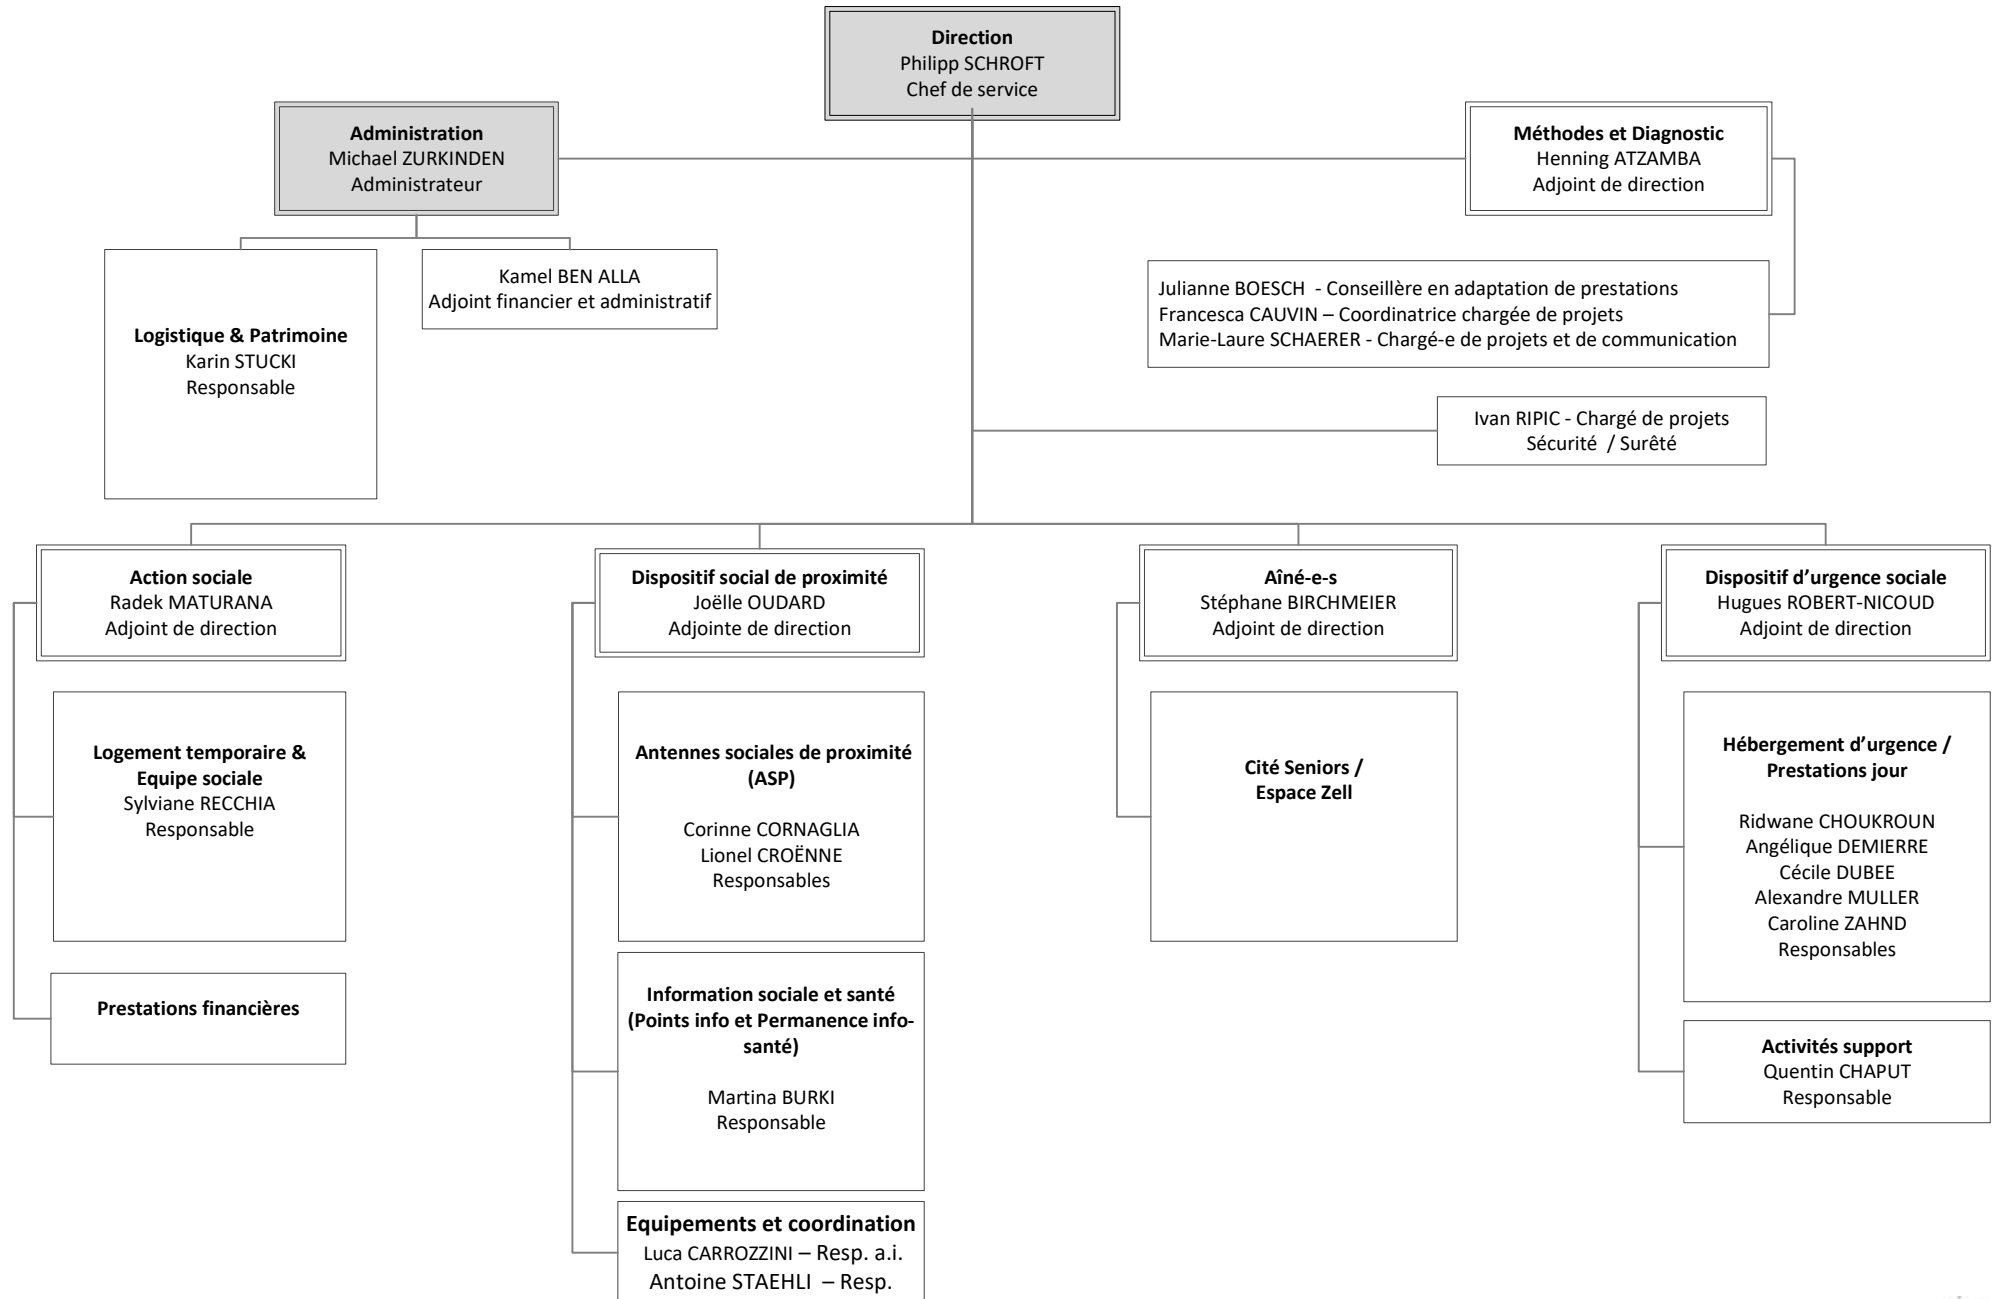 Direction
Philipp SCHROFT
Chef de service
Administration
Michael ZURKINDEN
Administrateur
Méthodes et Diagnostic
Henning ATZAMBA
Adjoint de direction
Logistique & Patrimoine
Karin STUCKI
Responsable
Kamel BEN ALLA
Adjoint financier et administratif
Julianne BOESCH - Conseillère en adaptation de prestations
Francesca CAUVIN – Coordinatrice chargée de projets
Marie-Laure SCHAERER - Chargé-e de projets et de communication
Ivan RIPIC - Chargé de projets
Sécurité / Surêté
Action sociale
Radek MATURANA
Adjoint de direction
Dispositif social de proximité
Joëlle OUDARD
Adjointe de direction
Aîné-e-s
Stéphane BIRCHMEIER
Adjoint de direction
Dispositif d’urgence sociale
Hugues ROBERT-NICOUD
Adjoint de direction
Logement temporaire &
Equipe sociale
Sylviane RECCHIA
Responsable
Prestations financières
Antennes sociales de proximité
(ASP)
Corinne CORNAGLIA
Lionel CROËNNE
Responsables
Information sociale et santé
(Points info et Permanence info-
santé)
Martina BURKI
Responsable
Equipements et coordination
Luca CARROZZINI – Resp. a.i.
Antoine STAEHLI – Resp.
Cité Seniors /
Espace Zell
Hébergement d’urgence /
Prestations jour
Ridwane CHOUKROUN
Angélique DEMIERRE
Cécile DUBEE
Alexandre MULLER
Caroline ZAHND
Responsables
Activités support
Quentin CHAPUT
Responsable